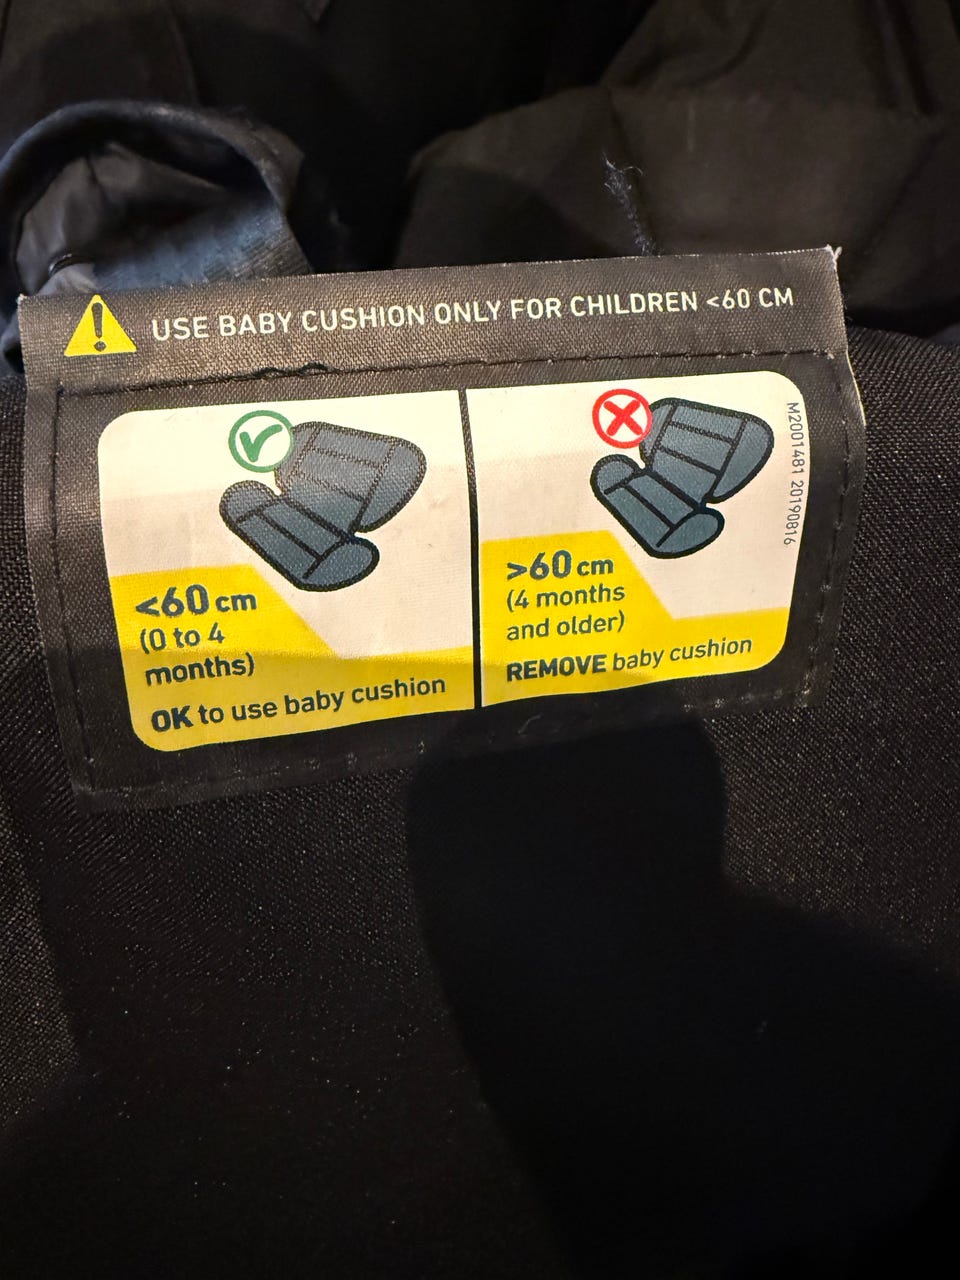 USE BABY CUSHION ONLY FOR CHILDREN <60 CM
<60 cm
(0 to 4
months)
OK to use baby cushion
>60 cm
(4 months
and older)
REMOVE baby cushion
M2001481 20190816